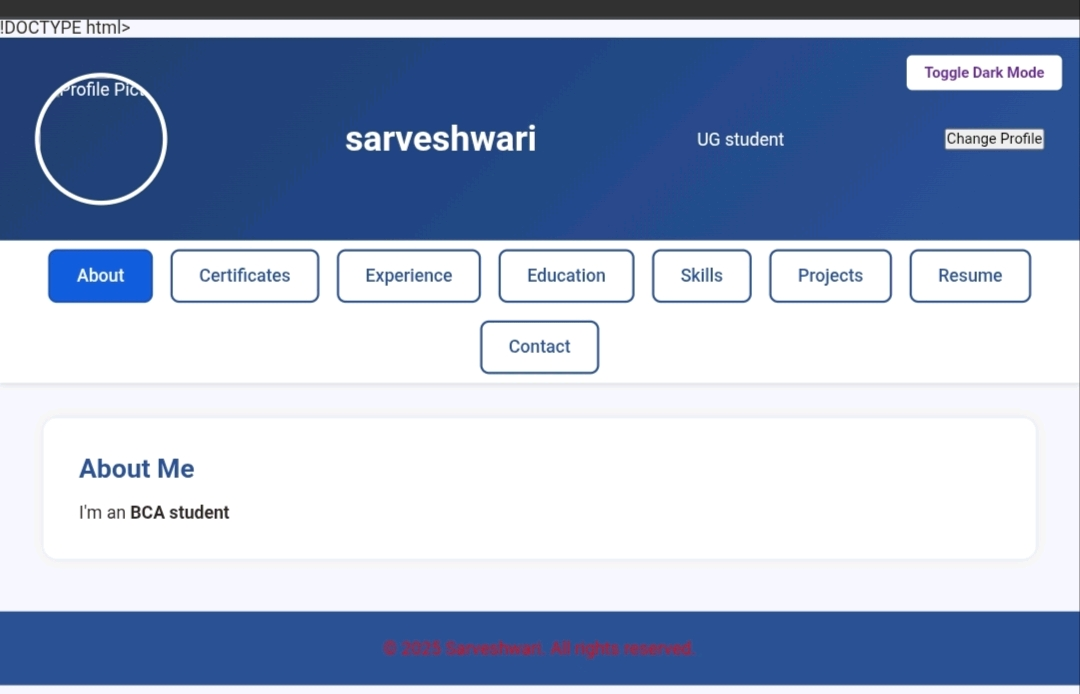 !DOCTYPE html>
Toggle Dark Mode
Profile Pict
sarveshwari
UG student
Change Profile
About
Certificates
Experience
Education
Skills
Projects
Resume
Contact
About Me
I'm an BCA student
© 2025 Sarveshwari. All rights reserved.